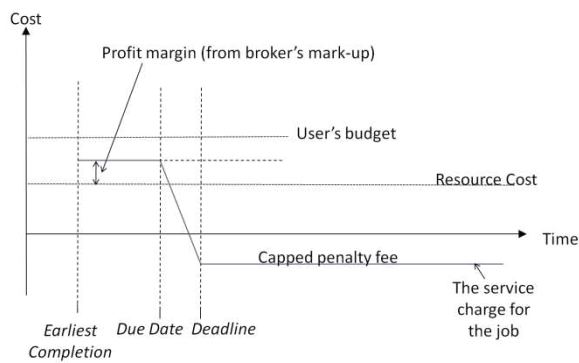 Cost
Profit margin (from broker's mark-up)
User's budget
Resource Cost
Time
Capped penalty fee
The service
charge for
the job
Earliest
Completion
Due Date
Deadline